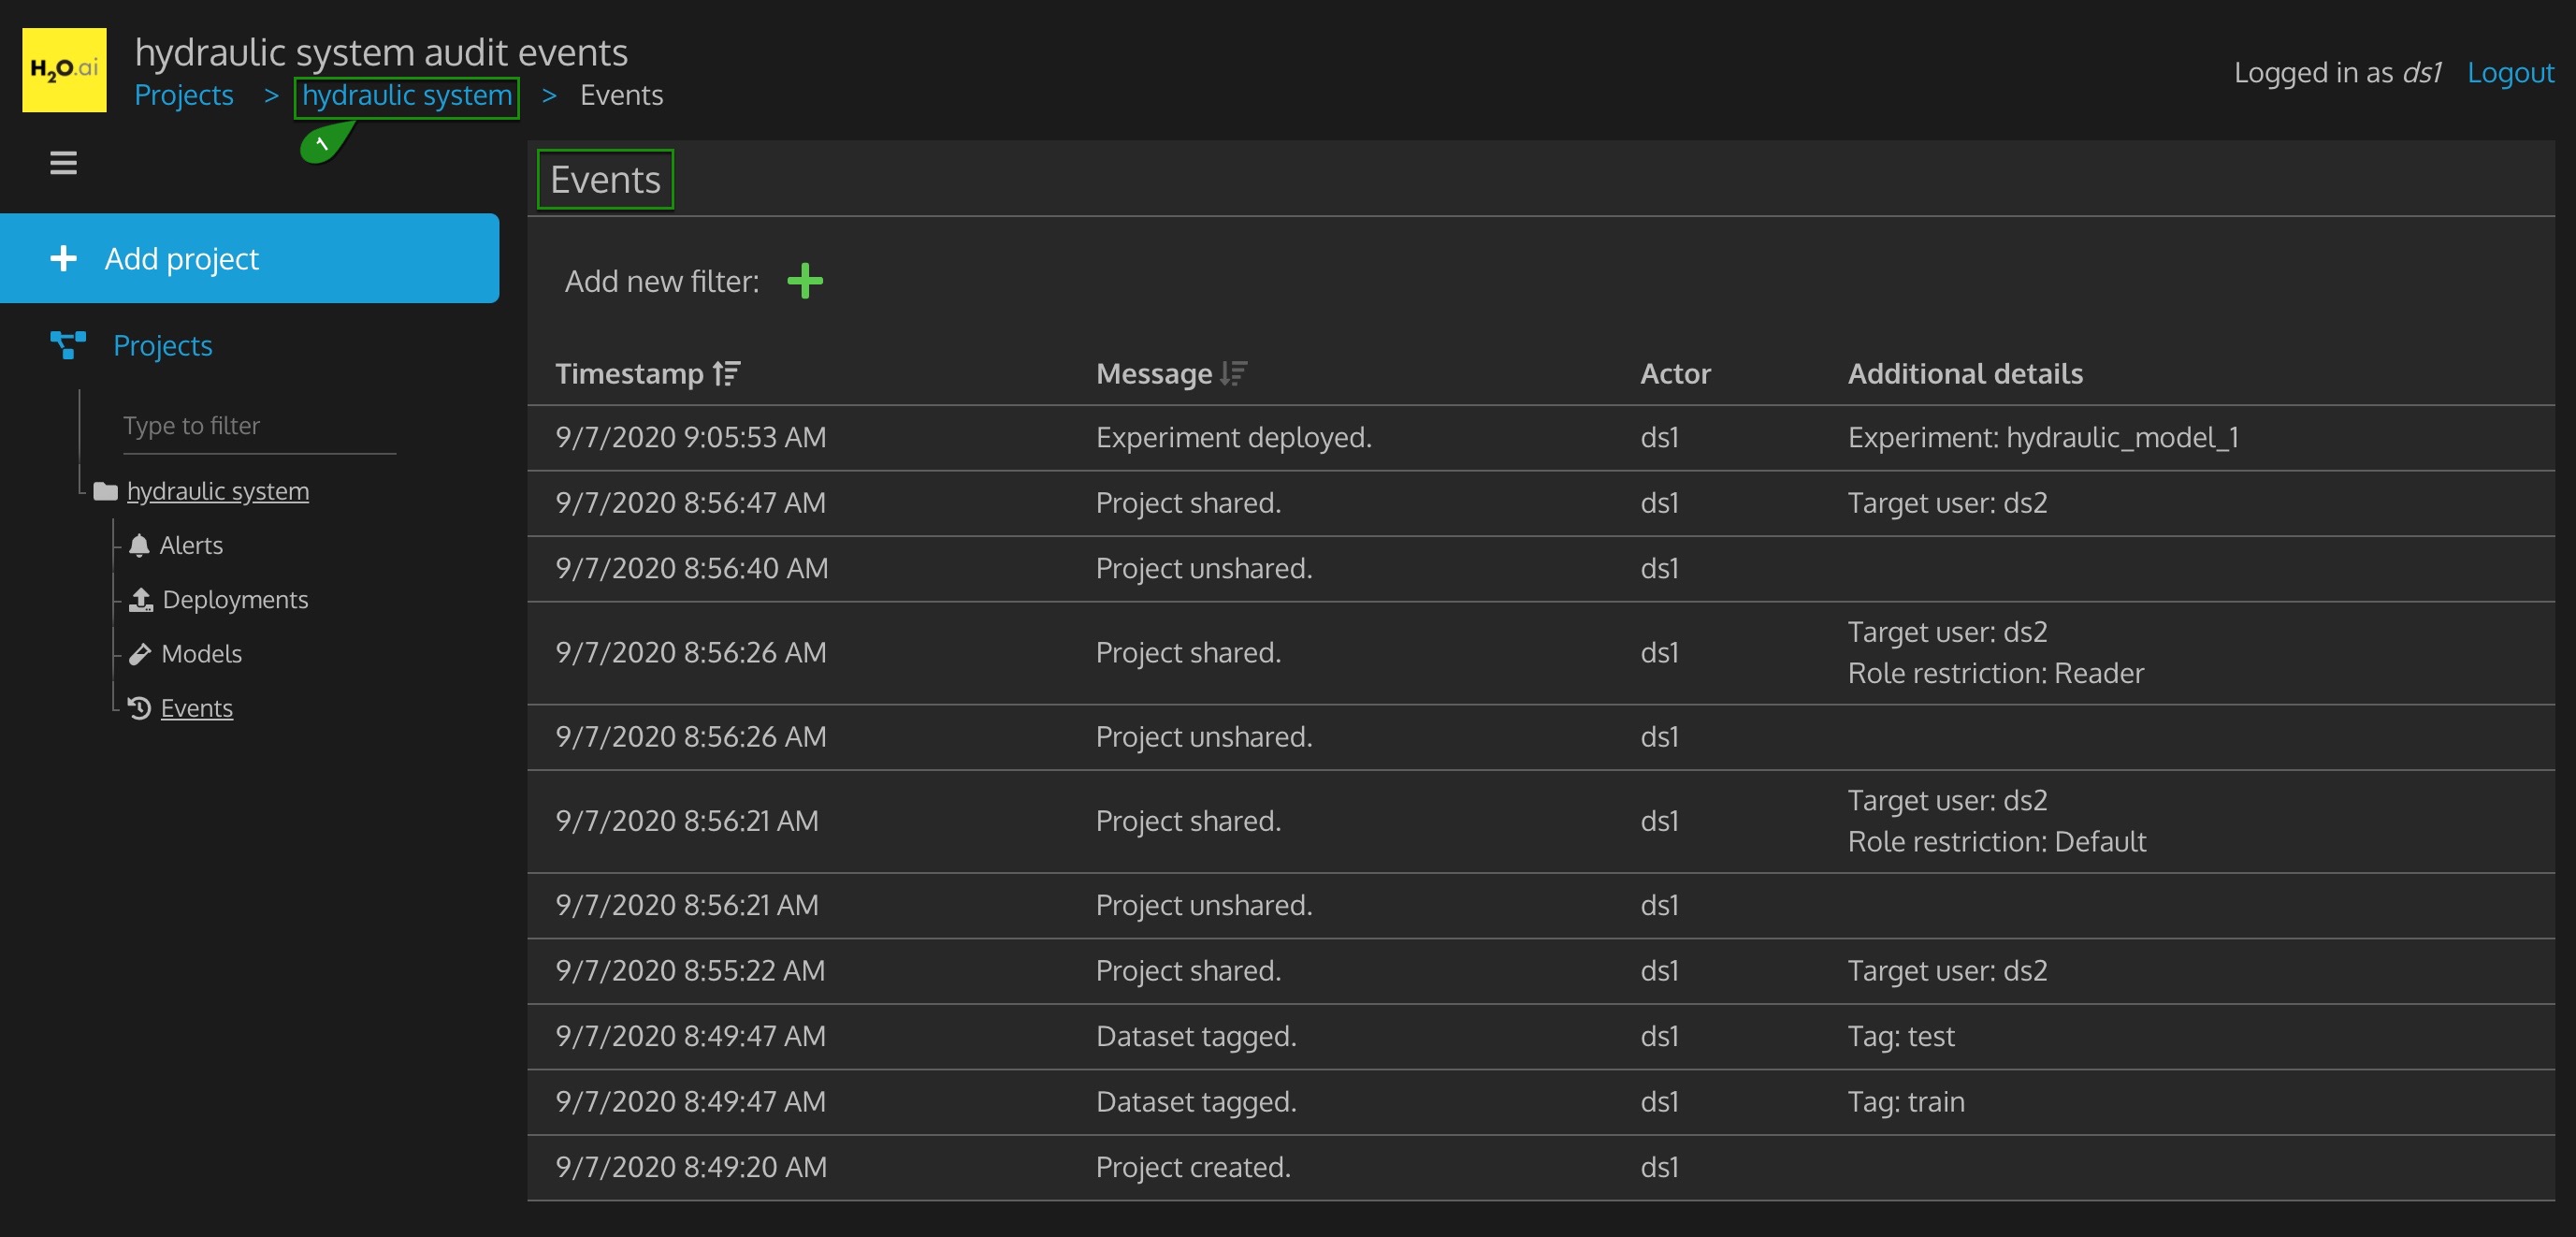 H2O.ai
hydraulic system audit events
Projects > hydraulic system > Events
Logged in as ds1 Logout
1
Events
Add project
Add new filter:
Projects
Type to filter
hydraulic system
Alerts
Deployments
Models
Events
Timestamp Message Actor Additional details
9/7/2020 9:05:53 AM Experiment deployed. ds1 Experiment: hydraulic_model_1
9/7/2020 8:56:47 AM Project shared. ds1 Target user: ds2
9/7/2020 8:56:40 AM Project unshared. ds1
9/7/2020 8:56:26 AM Project shared. ds1 Target user: ds2
Role restriction: Reader
9/7/2020 8:56:26 AM Project unshared. ds1
9/7/2020 8:56:21 AM Project shared. ds1 Target user: ds2
Role restriction: Default
9/7/2020 8:56:21 AM Project unshared. ds1
9/7/2020 8:55:22 AM Project shared. ds1 Target user: ds2
9/7/2020 8:49:47 AM Dataset tagged. ds1 Tag: test
9/7/2020 8:49:47 AM Dataset tagged. ds1 Tag: train
9/7/2020 8:49:20 AM Project created. ds1